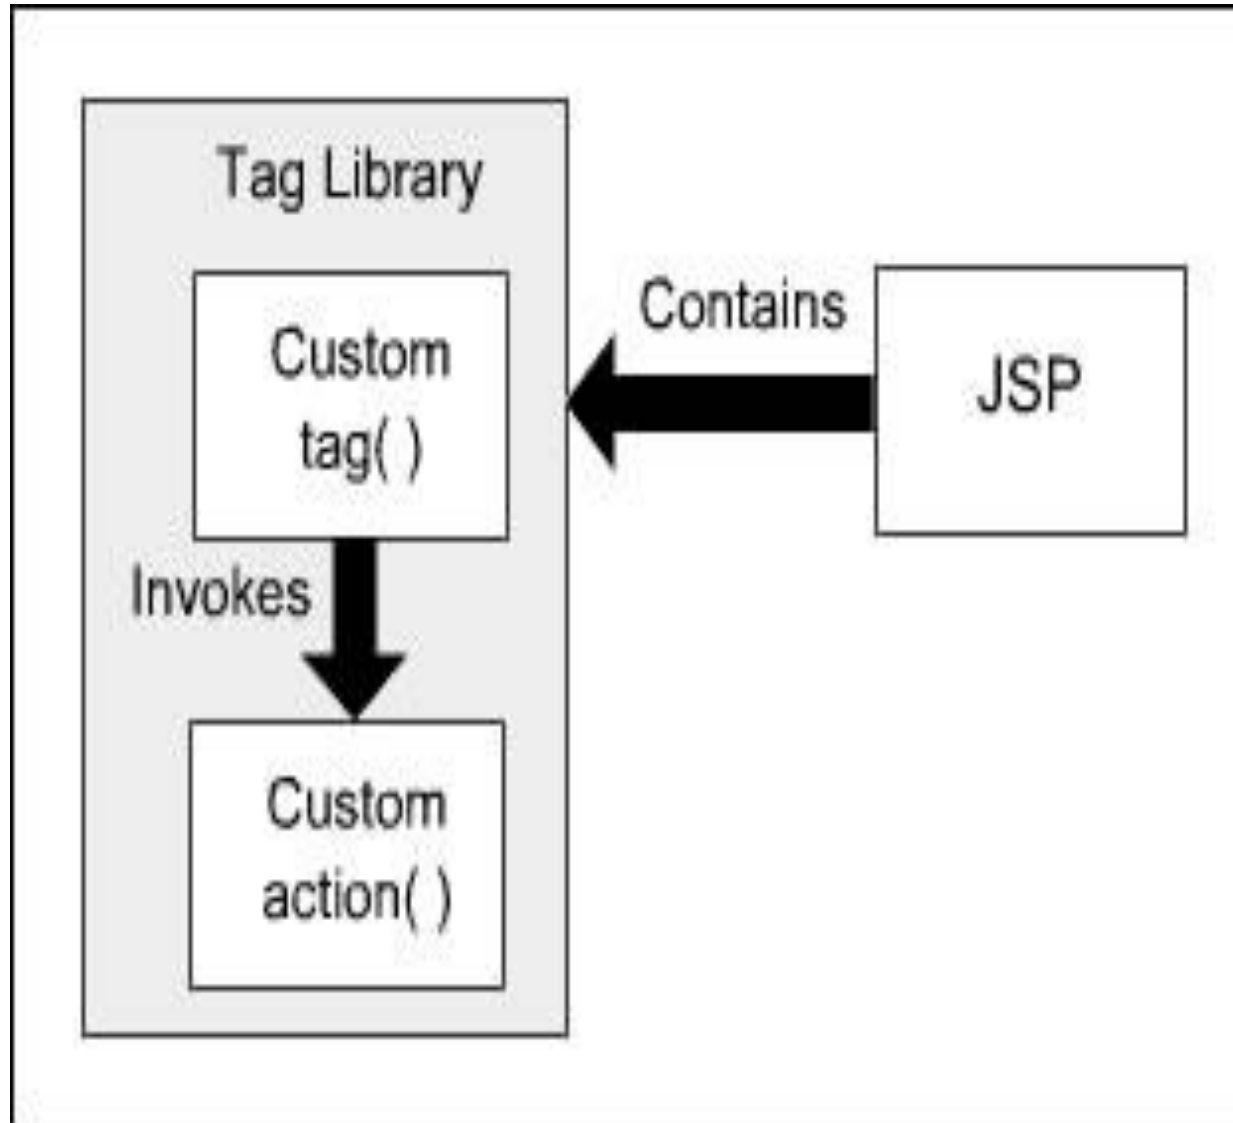 Tag Library
Custom
tag( )
Contains
JSP
Invokes
Custom
action( )